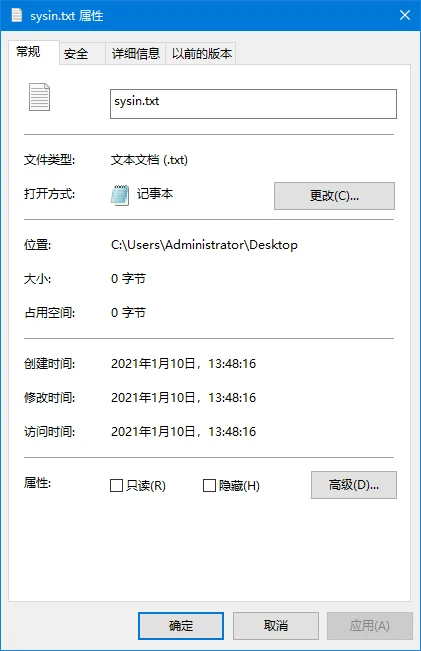 sysin.txt 属性
常规 安全 详细信息 以前的版本
sysin.txt
文件类型: 文本文档 (.txt)
打开方式: 记事本 更改(C)...
位置: C:\Users\Administrator\Desktop
大小: 0 字节
占用空间: 0 字节
创建时间: 2021年1月10日，13:48:16
修改时间: 2021年1月10日，13:48:16
访问时间: 2021年1月10日，13:48:16
属性: 只读(R) 隐藏(H) 高级(D)...
确定 取消 应用(A)